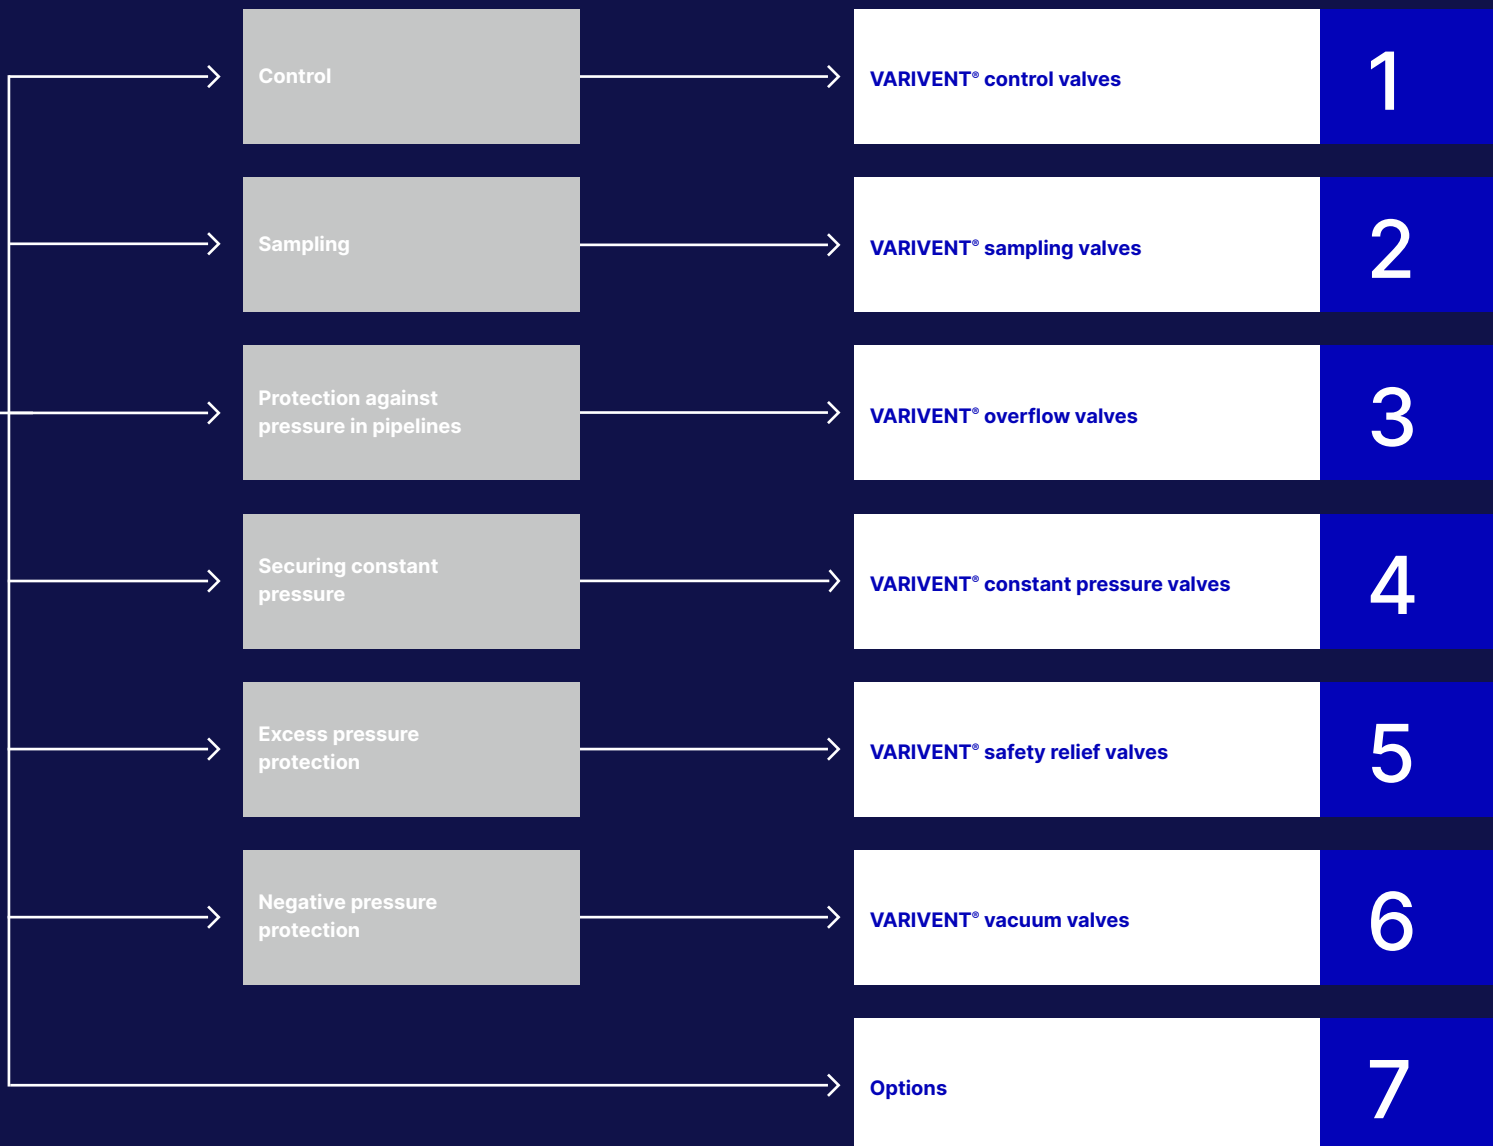 Control
VARIVENT® control valves
1
Sampling
VARIVENT® sampling valves
2
Protection against
pressure in pipelines
VARIVENT® overflow valves
3
Securing constant
pressure
VARIVENT® constant pressure valves
4
Excess pressure
protection
VARIVENT® safety relief valves
5
Negative pressure
protection
VARIVENT® vacuum valves
6
Options
7